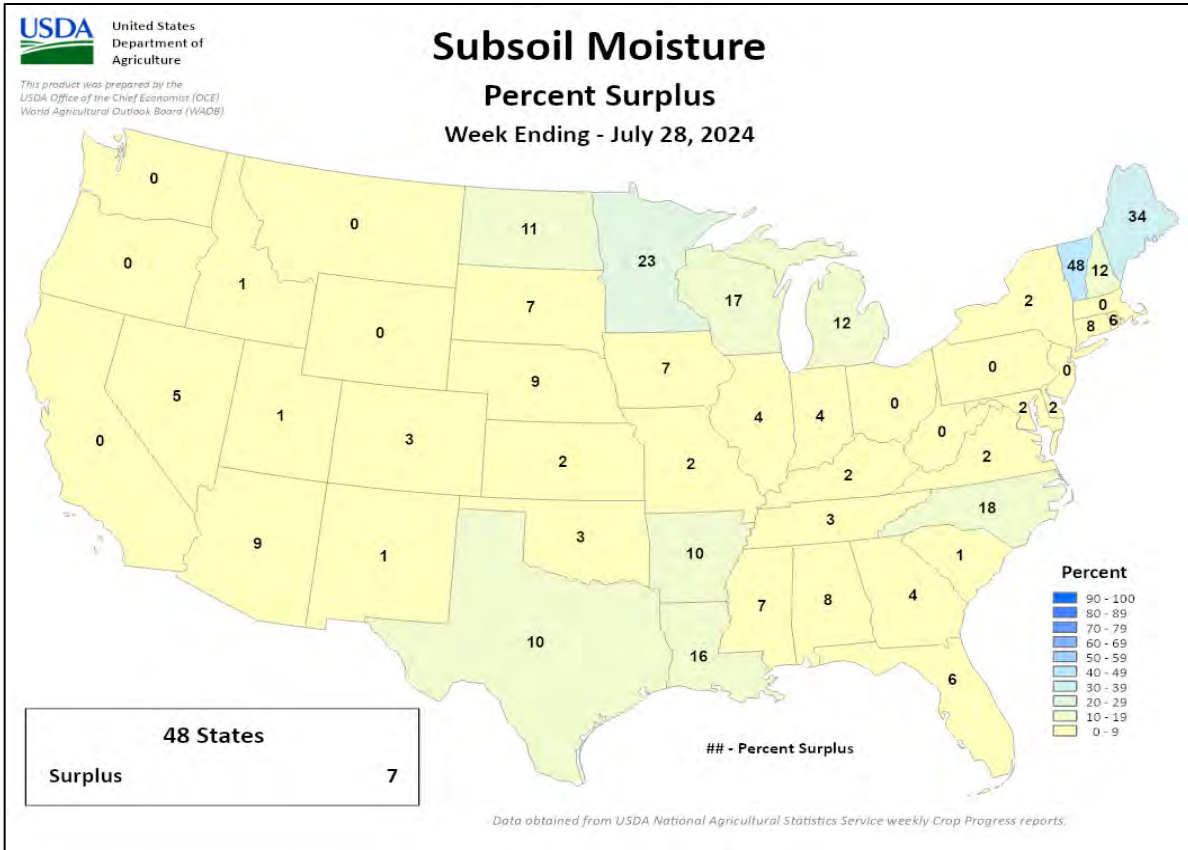 USDA
United States
Department of
Agriculture
This product was prepared by the
USDA Office of the Chief Economist (OCE)
World Agricultural Outlook Board (WAOB)
Subsoil Moisture
Percent Surplus
Week Ending - July 28, 2024
0
0
11
23
34
48
12
0
1
17
2
0
7
12
8
6
0
7
0
0
9
5
1
4
4
0
2
2
3
0
0
2
2
2
2
18
3
9
1
3
10
1
7
8
4
10
16
6
Percent
90 - 100
80 - 89
70 - 79
60 - 69
50 - 59
40 - 49
30 - 39
20 - 29
10 - 19
0 - 9
48 States
Surplus 7
## - Percent Surplus
Data obtained from USDA National Agricultural Statistics Service weekly Crop Progress reports.